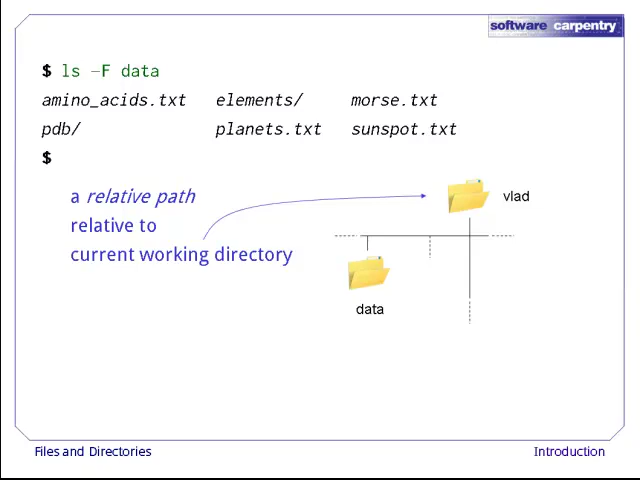 software carpentry
$ ls -F data
amino_acids.txt elements/ morse.txt
pdb/ planets.txt sunspot.txt
$
a relative path
relative to
current working directory
vlad
data
Files and Directories
Introduction